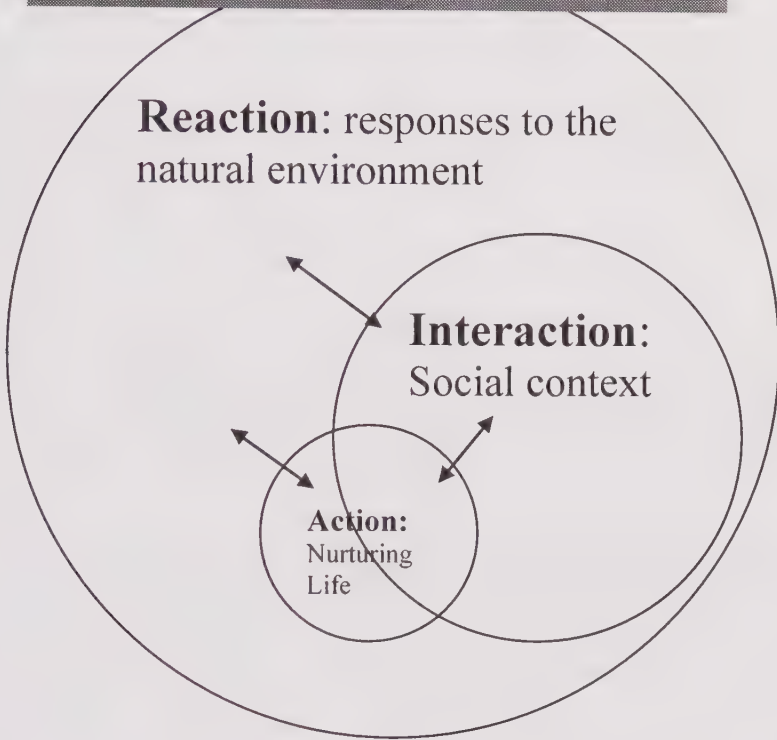 Reaction: responses to the
natural environment
Interaction:
Social context
Action:
Nurturing
Life